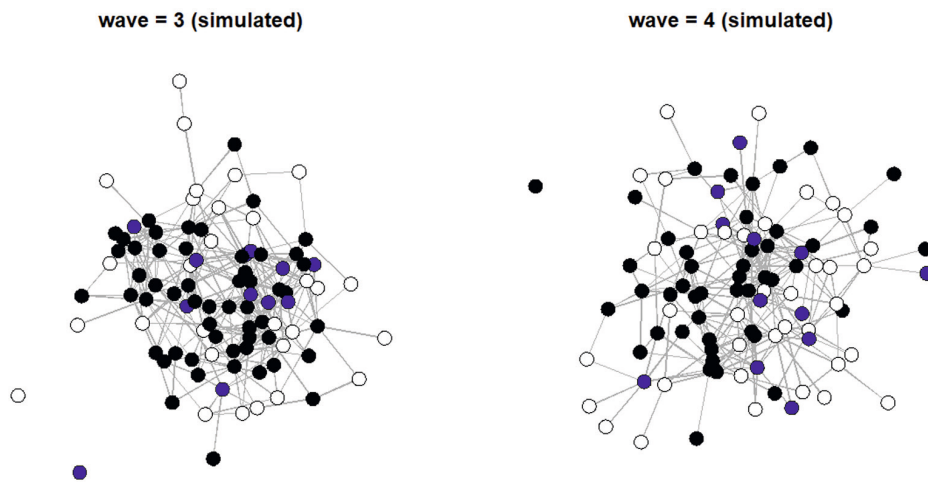 wave = 3 (simulated)
wave = 4 (simulated)